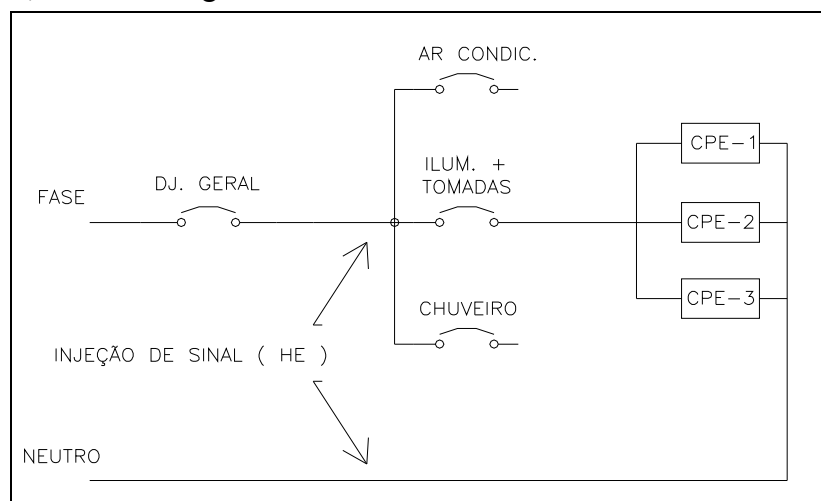 AR CONDIC.
CPE-1
ILUM. +
TOMADAS
DJ. GERAL
FASE
CPE-2
CPE-3
CHUVEIRO
INJEÇÃO DE SINAL ( HE )
NEUTRO